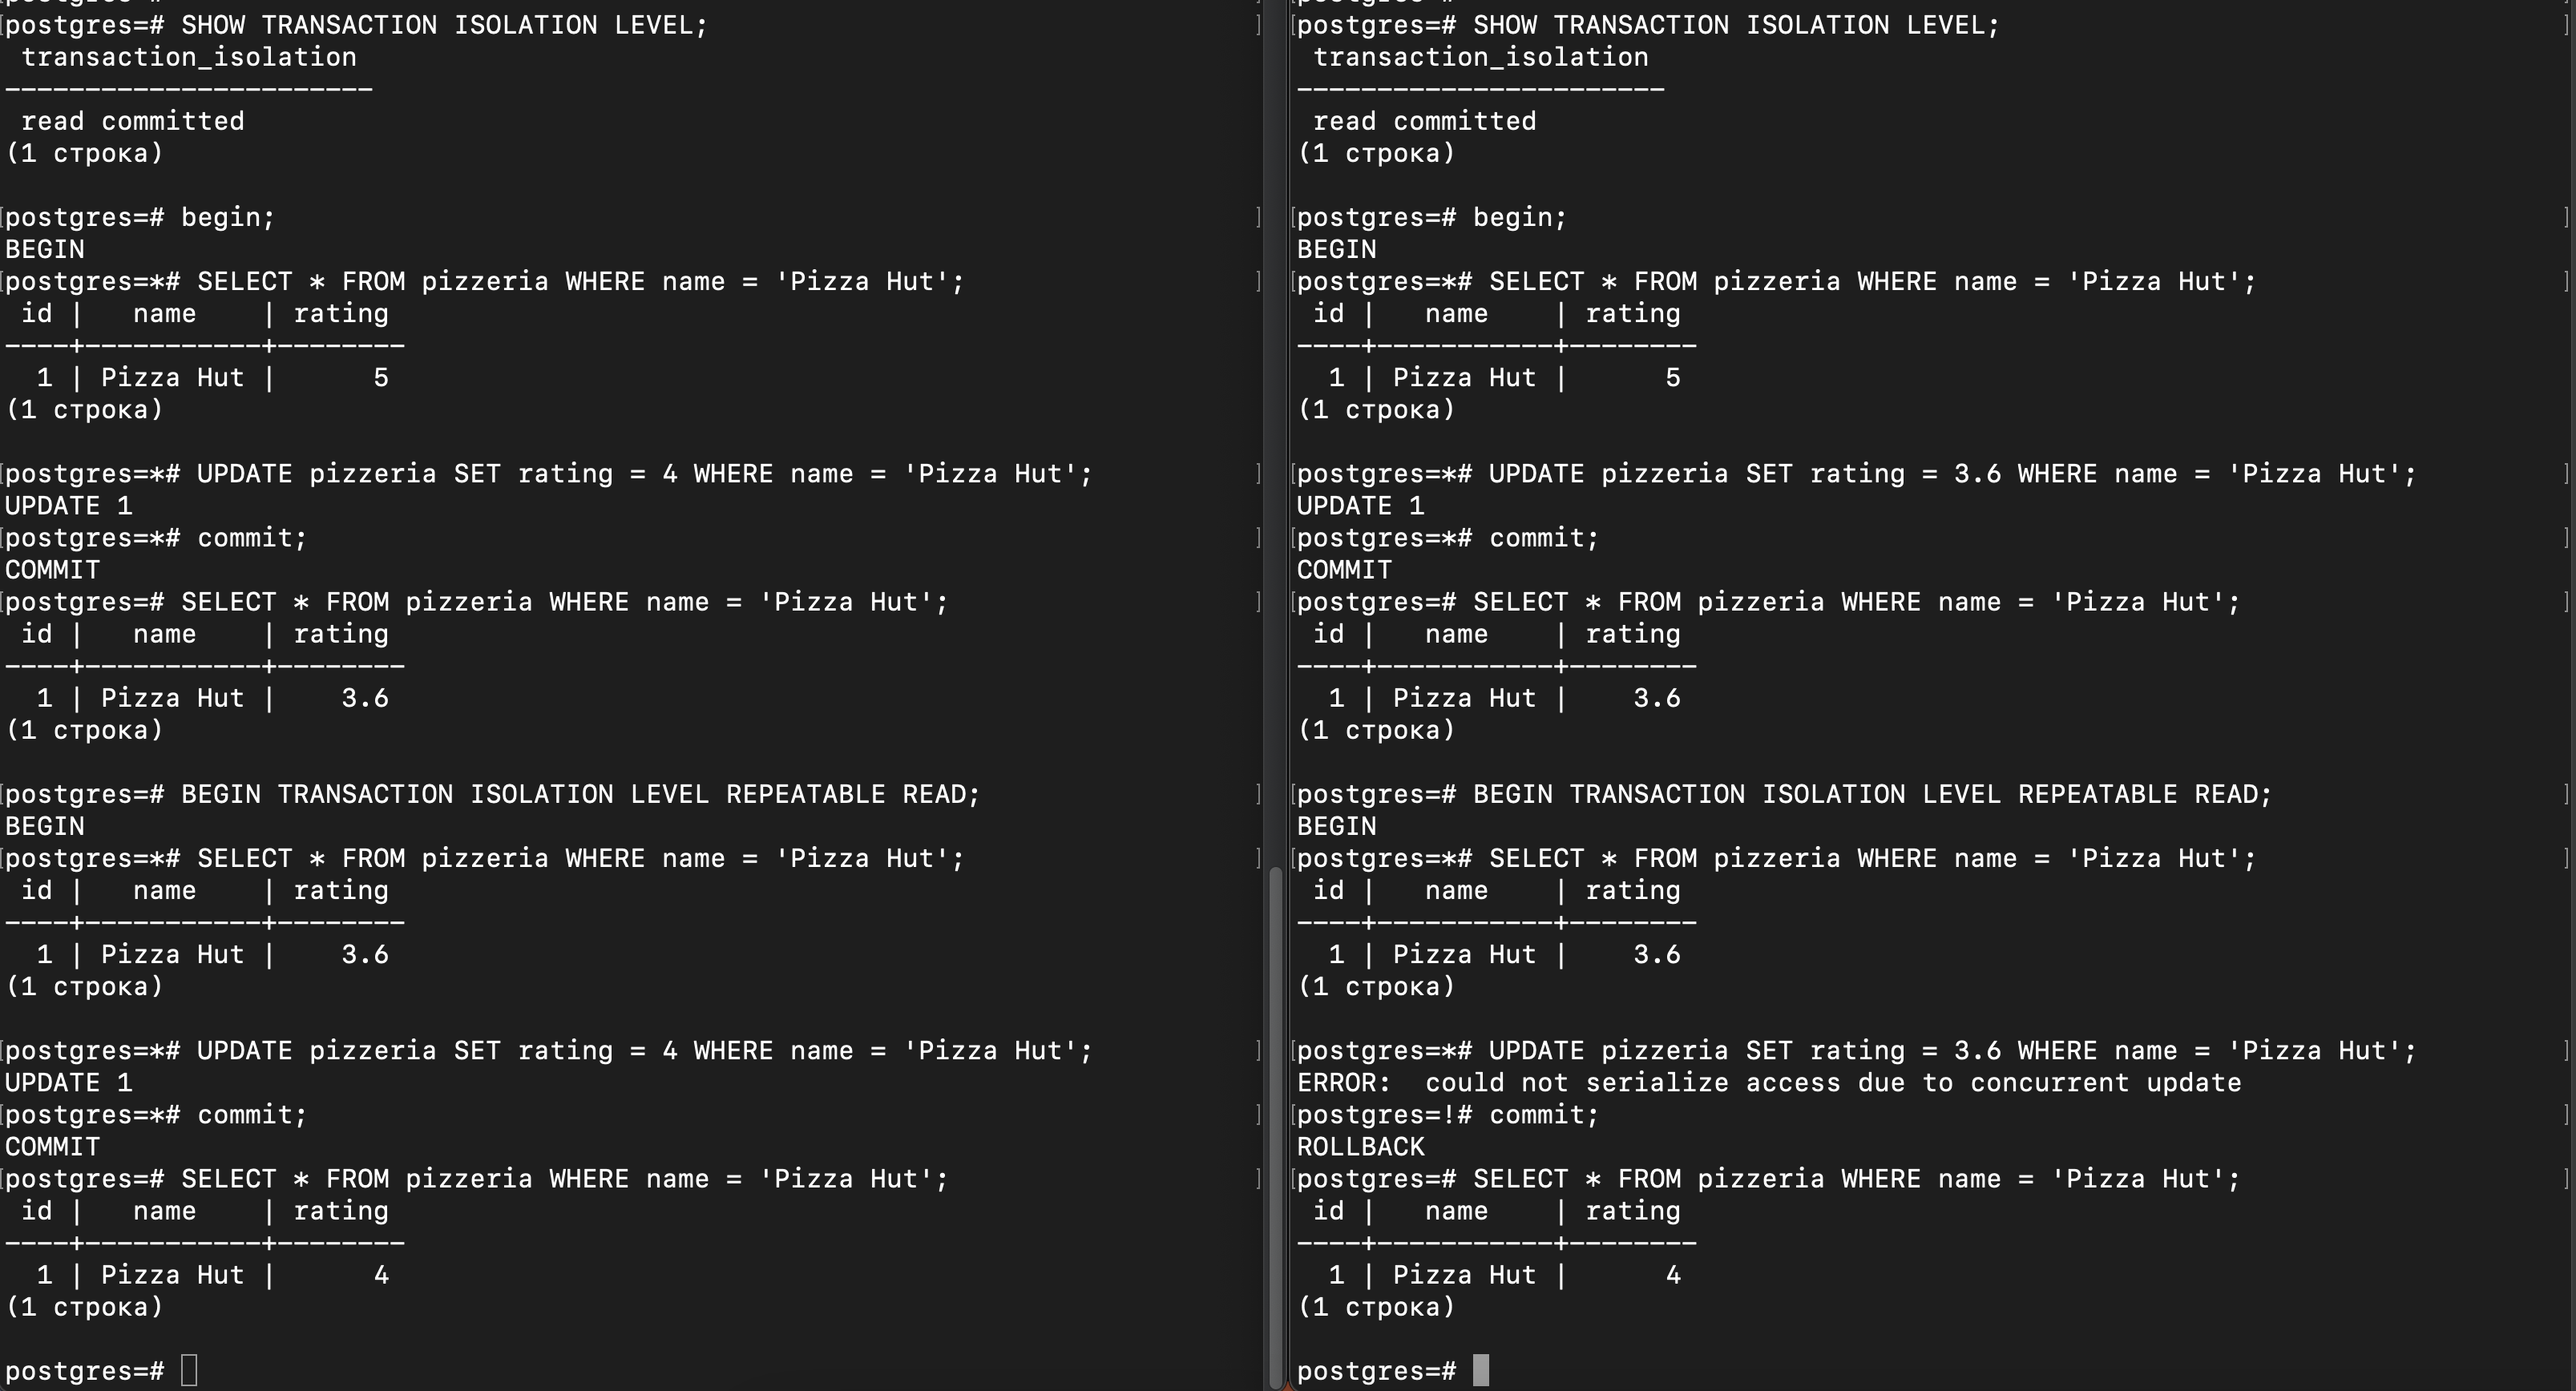 postgres=# SHOW TRANSACTION ISOLATION LEVEL;
 transaction_isolation
-----------------------
 read committed
(1 строка)

postgres=# begin;
BEGIN
postgres=*# SELECT * FROM pizzeria WHERE name = 'Pizza Hut';
 id |   name    | rating
----+-----------+--------
  1 | Pizza Hut |      5
(1 строка)

postgres=*# UPDATE pizzeria SET rating = 4 WHERE name = 'Pizza Hut';
UPDATE 1
postgres=*# commit;
COMMIT
postgres=# SELECT * FROM pizzeria WHERE name = 'Pizza Hut';
 id |   name    | rating
----+-----------+--------
  1 | Pizza Hut |    3.6
(1 строка)

postgres=# BEGIN TRANSACTION ISOLATION LEVEL REPEATABLE READ;
BEGIN
postgres=*# SELECT * FROM pizzeria WHERE name = 'Pizza Hut';
 id |   name    | rating
----+-----------+--------
  1 | Pizza Hut |    3.6
(1 строка)

postgres=*# UPDATE pizzeria SET rating = 4 WHERE name = 'Pizza Hut';
UPDATE 1
postgres=*# commit;
COMMIT
postgres=# SELECT * FROM pizzeria WHERE name = 'Pizza Hut';
 id |   name    | rating
----+-----------+--------
  1 | Pizza Hut |      4
(1 строка)

postgres=#
postgres=# SHOW TRANSACTION ISOLATION LEVEL;
 transaction_isolation
-----------------------
 read committed
(1 строка)

postgres=# begin;
BEGIN
postgres=*# SELECT * FROM pizzeria WHERE name = 'Pizza Hut';
 id |   name    | rating
----+-----------+--------
  1 | Pizza Hut |      5
(1 строка)

postgres=*# UPDATE pizzeria SET rating = 3.6 WHERE name = 'Pizza Hut';
UPDATE 1
postgres=*# commit;
COMMIT
postgres=# SELECT * FROM pizzeria WHERE name = 'Pizza Hut';
 id |   name    | rating
----+-----------+--------
  1 | Pizza Hut |    3.6
(1 строка)

postgres=# BEGIN TRANSACTION ISOLATION LEVEL REPEATABLE READ;
BEGIN
postgres=*# SELECT * FROM pizzeria WHERE name = 'Pizza Hut';
 id |   name    | rating
----+-----------+--------
  1 | Pizza Hut |    3.6
(1 строка)

postgres=*# UPDATE pizzeria SET rating = 3.6 WHERE name = 'Pizza Hut';
ERROR:  could not serialize access due to concurrent update
postgres=!# commit;
ROLLBACK
postgres=# SELECT * FROM pizzeria WHERE name = 'Pizza Hut';
 id |   name    | rating
----+-----------+--------
  1 | Pizza Hut |      4
(1 строка)

postgres=#